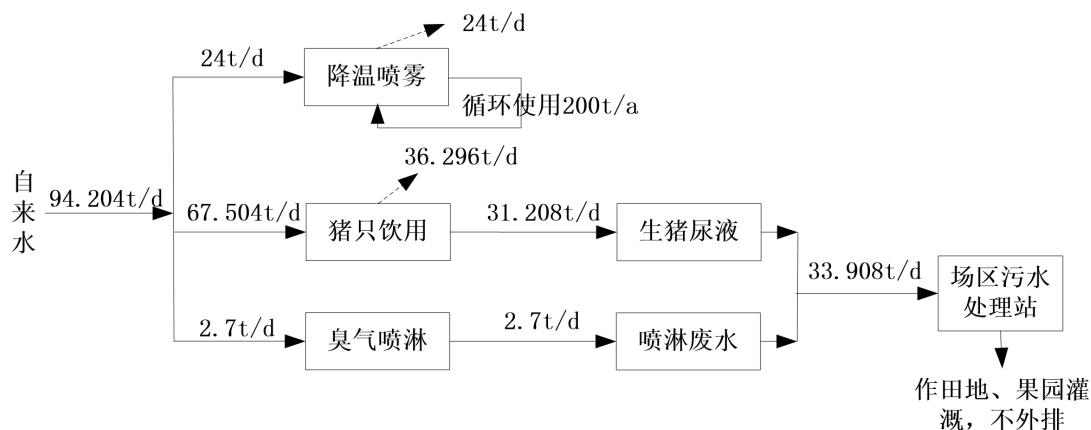 24t/d
24t/d
降温喷雾
循环使用200t/a
36.296t/d
自来水
94.204t/d
67.504t/d
猪只饮用
31.208t/d
生猪尿液
33.908t/d
场区污水
处理站
2.7t/d
臭气喷淋
2.7t/d
喷淋废水
作田地、果园灌
溉，不外排